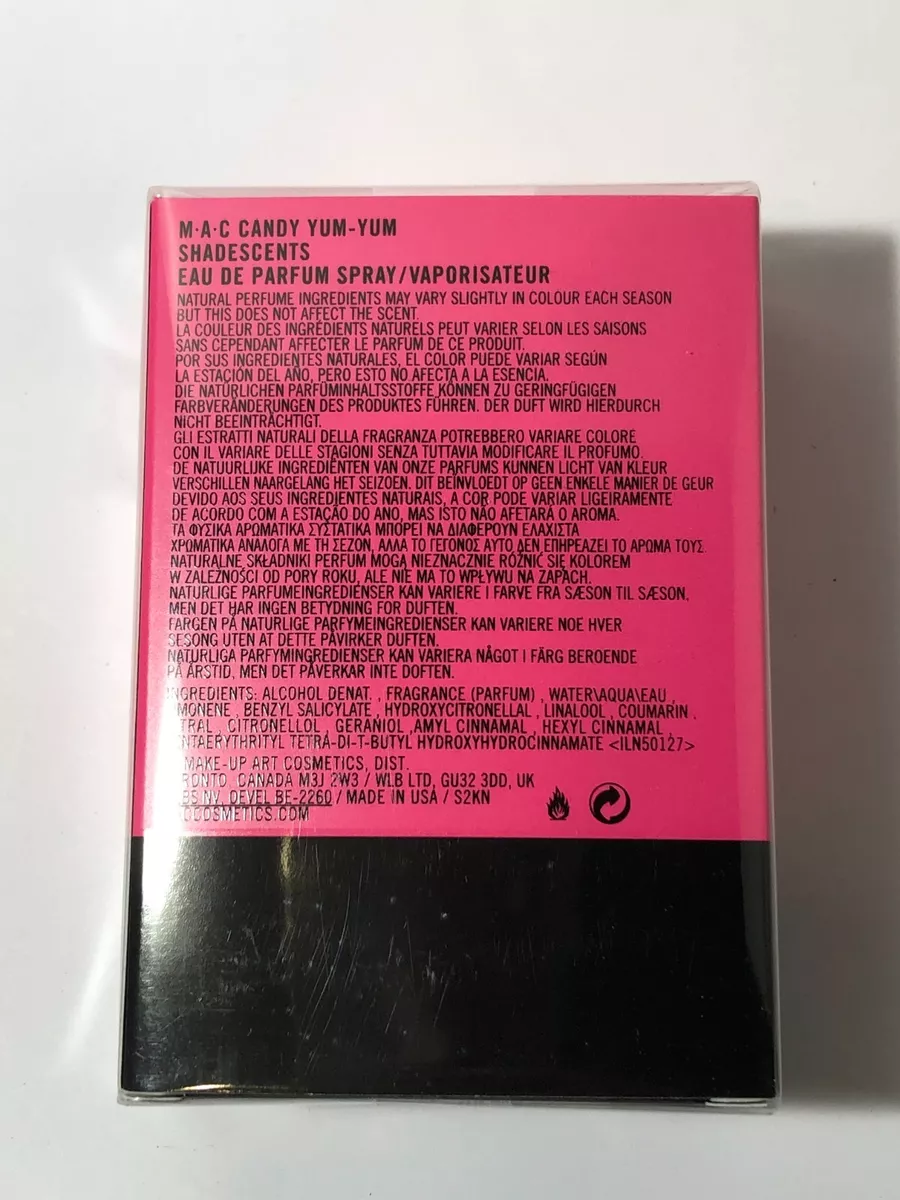 M·A·C CANDY YUM-YUM
SHADESCENTS
EAU DE PARFUM SPRAY/VAPORISATEUR
NATURAL PERFUME INGREDIENTS MAY VARY SLIGHTLY IN COLOUR EACH SEASON
BUT THIS DOES NOT AFFECT THE SCENT.
LA COULEUR DES INGRÉDIENTS NATURELS PEUT VARIER SELON LES SAISONS
SANS CEPENDANT AFFECTER LE PARFUM DE CE PRODUIT.
POR SUS INGREDIENTES NATURALES, EL COLOR PUEDE VARIAR SEGÚN
LA ESTACIÓN DEL AÑO, PERO ESTO NO AFECTA A LA ESENCIA.
DIE NATÜRLICHEN PARFÜMINHALTSSTOFFE KÖNNEN ZU GERINGFÜGIGEN
FARBVERÄNDERUNGEN DES PRODUKTES FÜHREN. DER DUFT WIRD HIERDURCH
NICHT BEEINTRÄCHTIGT.
GLI ESTRATTI NATURALI DELLA FRAGRANZA POTREBBERO VARIARE COLORE
CON IL VARIARE DELLE STAGIONI SENZA TUTTAVIA MODIFICARE IL PROFUMO.
DE NATUURLIJKE INGREDIËNTEN VAN ONZE PARFUMS KUNNEN LICHT VAN KLEUR
VERSCHILLEN NAARGELANG HET SEIZOEN. DIT BEÏNVLOEDT OP GEEN ENKELE MANIER DE GEUR
DEVIDO AOS SEUS INGREDIENTES NATURAIS, A COR PODE VARIAR LIGEIRAMENTE
DE ACORDO COM A ESTAÇÃO DO ANO, MAS ISTO NÃO AFETARÁ O AROMA.
ΤΑ ΦΥΣΙΚΑ ΑΡΩΜΑΤΙΚΑ ΣΥΣΤΑΤΙΚΑ ΜΠΟΡΕΙ ΝΑ ΔΙΑΦΕΡΟΥΝ ΕΛΑΧΙΣΤΑ
ΧΡΩΜΑΤΙΚΑ ΑΝΑΛΟΓΑ ΜΕ ΤΗ ΣΕΖΟΝ, ΑΛΛΑ ΤΟ ΓΕΓΟΝΟΣ ΑΥΤΟ ΔΕΝ ΕΠΗΡΕΑΖΕΙ ΤΟ ΑΡΩΜΑ ΤΟΥΣ
NATURALNE SKŁADNIKI PERFUM MOGĄ NIEZNACZNIE RÓŻNIĆ SIĘ KOLOREM
W ZALEŻNOŚCI OD PORY ROKU, ALE NIE MA TO WPŁYWU NA ZAPACH.
NATURLIGE PARFUMEINGREDIENSER KAN VARIERE I FARVE FRA SÆSON TIL SÆSON,
MEN DET HAR INGEN BETYDNING FOR DUFTEN.
FARGEN PÅ NATURLIGE PARFYMEINGREDIENSER KAN VARIERE NOE HVER
SESONG UTEN AT DETTE PÅVIRKER DUFTEN.
NATURLIGA PARFYMINGREDIENSER KAN VARIERA NÅGOT I FÄRG BEROENDE
PÅ ÅRSTID, MEN DET PÅVERKAR INTE DOFTEN.
INGREDIENTS: ALCOHOL DENAT. , FRAGRANCE (PARFUM) , WATER\AQUA\EAU ,
MONENE , BENZYL SALICYLATE , HYDROXYCITRONELLAL , LINALOOL , COUMARIN ,
TRAL , CITRONELLOL , GERANIOL , AMYL CINNAMAL , HEXYL CINNAMAL ,
NTAERYTHRITYL TETRA-DI-T-BUTYL HYDROXYHYDROCINNAMATE <ILN50127>
MAKE-UP ART COSMETICS, DIST.
RONTO, CANADA M3J 2W3 / WLB LTD, GU32 3DD, UK
BS NV, OEVEL BE-2260 / MADE IN USA / S2KN
CCOSMETICS.COM